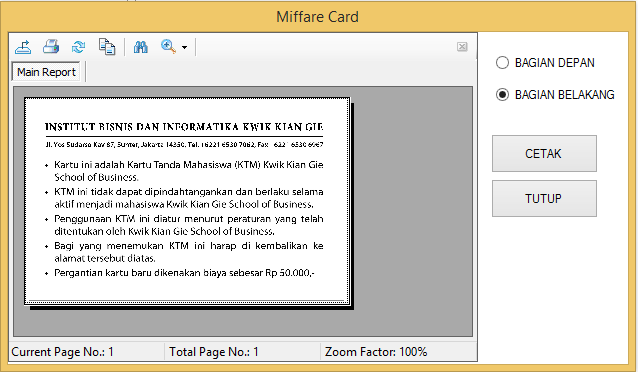 Miffare Card
Main Report
BAGIAN DEPAN
BAGIAN BELAKANG
CETAK
TUTUP
INSTITUT BISNIS DAN INFORMATIKA KWIK KIAN GIE
Jl. Yos Sudarso Kav 87, Sunter, Jakarta 14350, Tel. +6221 6530 7062, Fax +6221 6530 6967
• Kartu ini adalah Kartu Tanda Mahasiswa (KTM) Kwik Kian Gie
School of Business.
• KTM ini tidak dapat dipindahtangankan dan berlaku selama
aktif menjadi mahasiswa Kwik Kian Gie School of Business.
• Penggunaan KTM ini diatur menurut peraturan yang telah
ditentukan oleh Kwik Kian Gie School of Business.
• Bagi yang menemukan KTM ini harap di kembalikan ke
alamat tersebut diatas.
• Pergantian kartu baru dikenakan biaya sebesar Rp 50.000,-
Current Page No.: 1
Total Page No.: 1
Zoom Factor: 100%